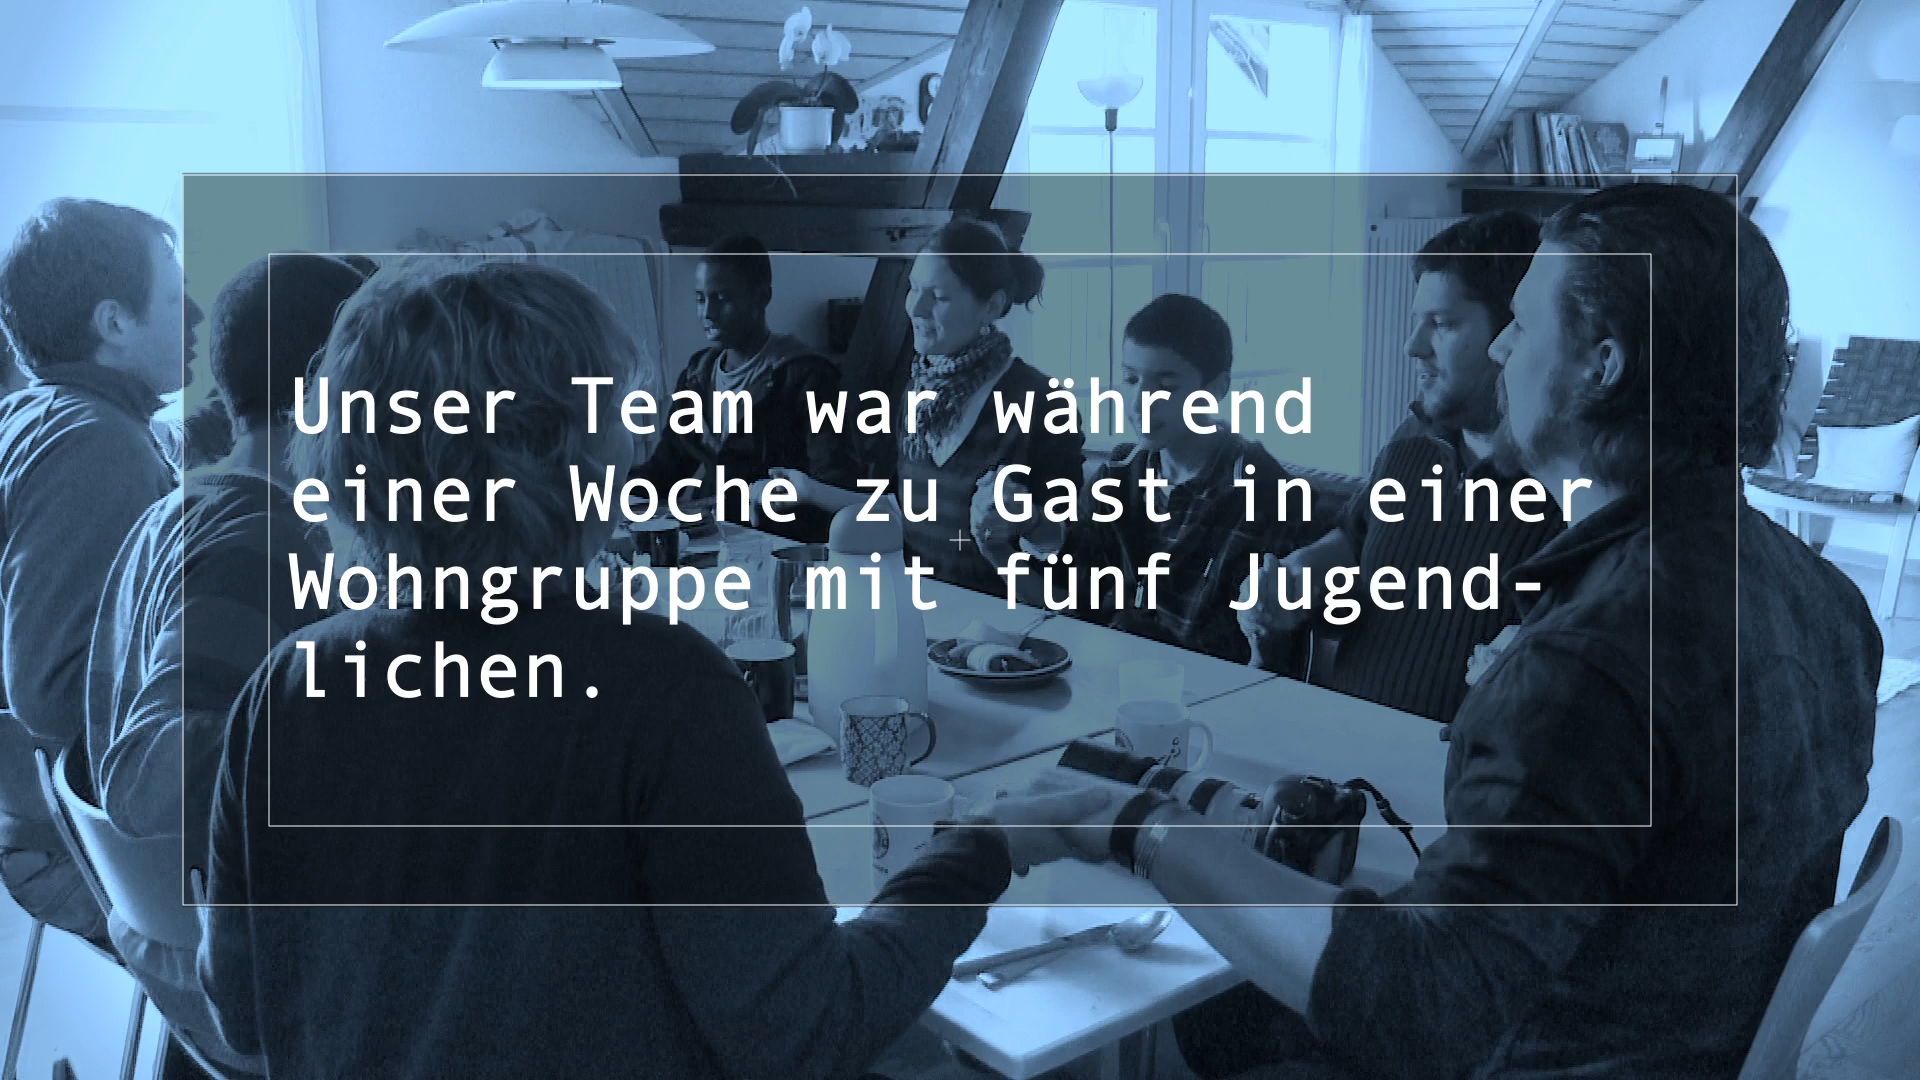 Unser Team war während
einer Woche zu Gast in einer
Wohngruppe mit fünf Jugend-
lichen.